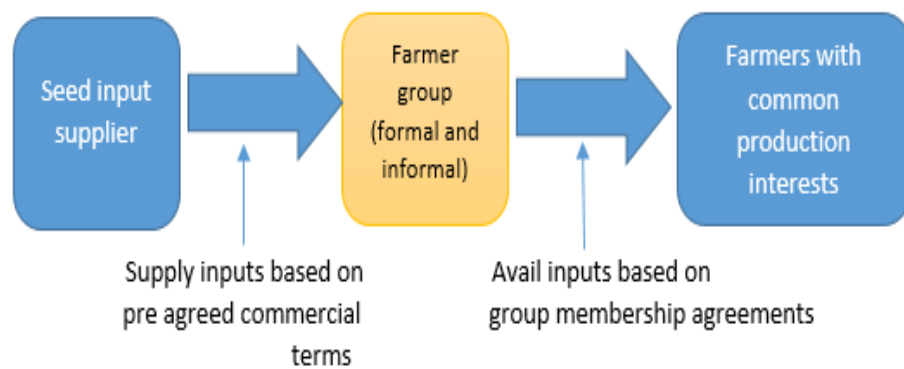 Seed input
supplier
Farmer
group
(formal and
informal)
Farmers with
common
production
interests
Supply inputs based on
pre agreed commercial
terms
Avail inputs based on
group membership agreements